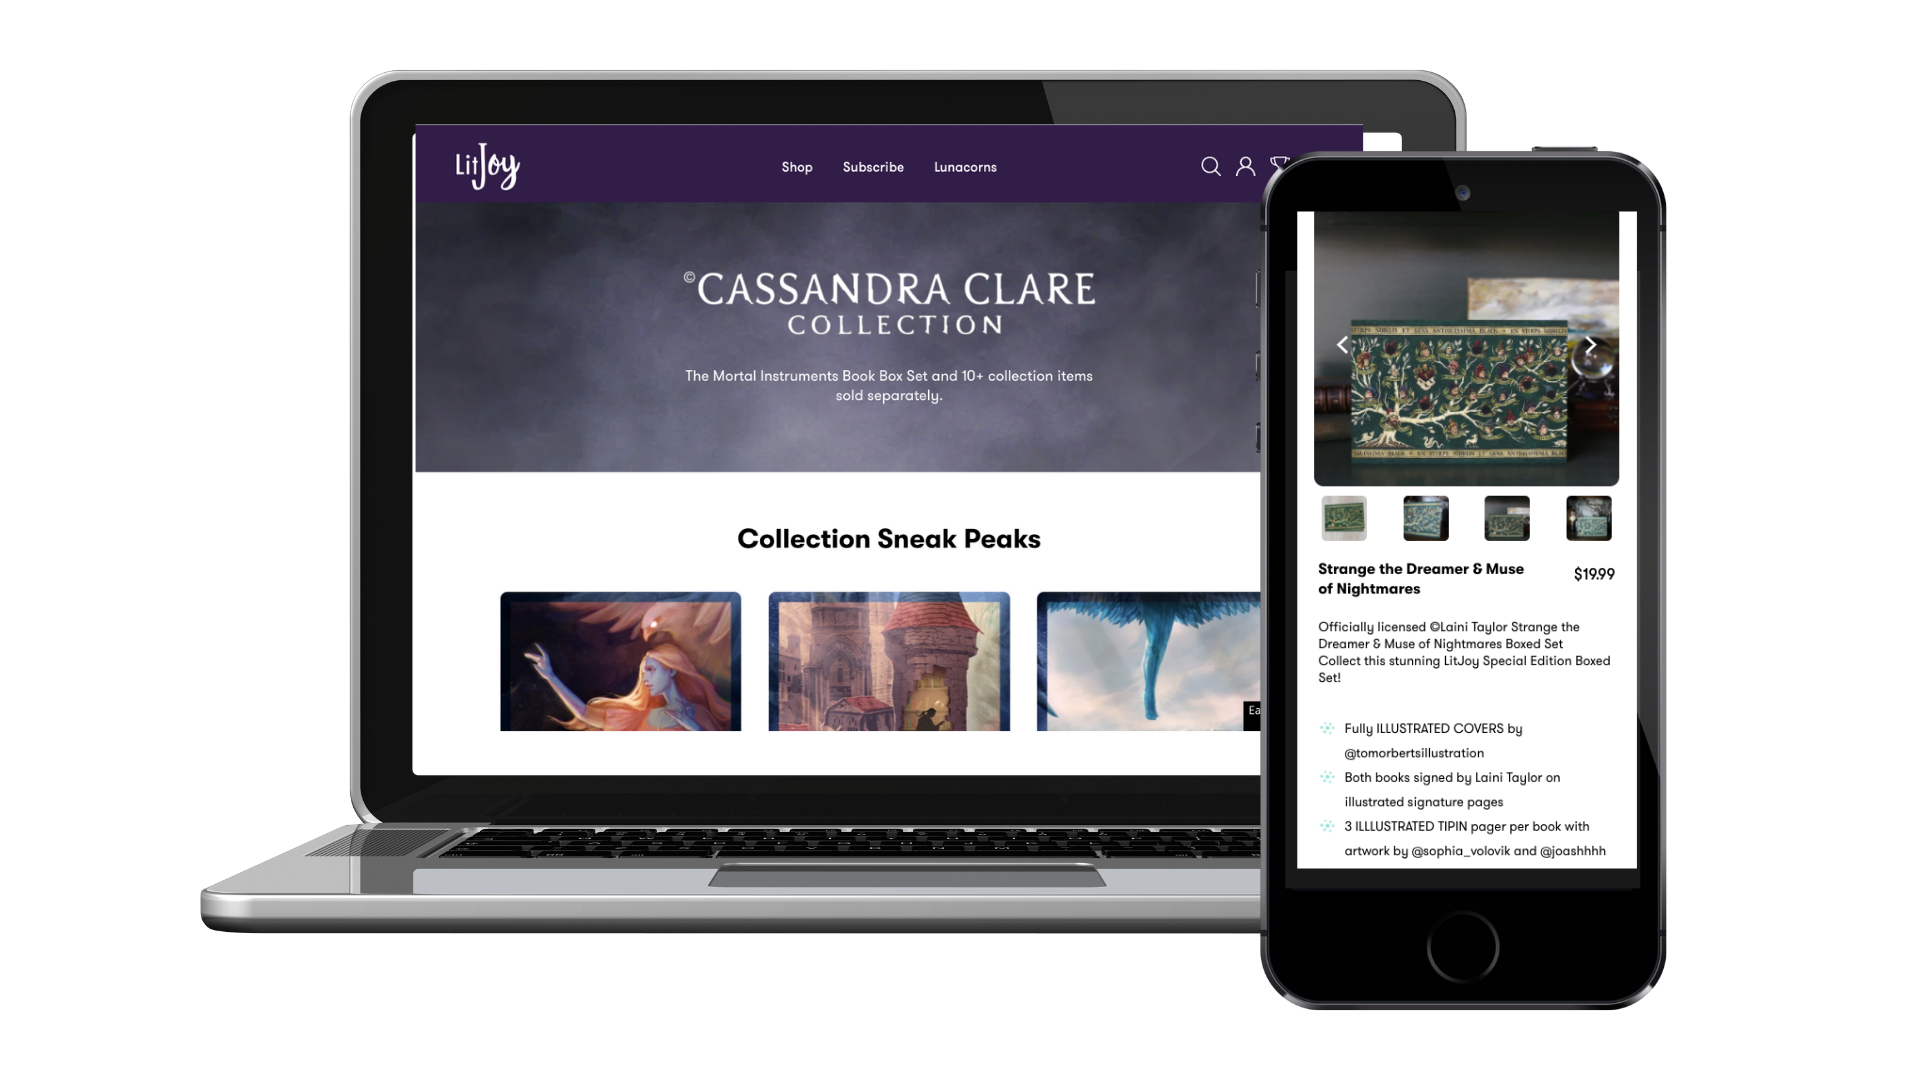 LitJoy
Shop
Subscribe
Lunacorns
©CASSANDRA CLARE
COLLECTION
The Mortal Instruments Book Box Set and 10+ collection items
sold separately.
Collection Sneak Peaks
Ea
Strange the Dreamer & Muse
of Nightmares
$19.99
Officially licensed ©Laini Taylor Strange the
Dreamer & Muse of Nightmares Boxed Set
Collect this stunning LitJoy Special Edition Boxed
Set!
Fully ILLUSTRATED COVERS by
@tomorbertsillustration
Both books signed by Laini Taylor on
illustrated signature pages
3 ILLLUSTRATED TIPIN pager per book with
artwork by @sophia_volovik and @joashhhh